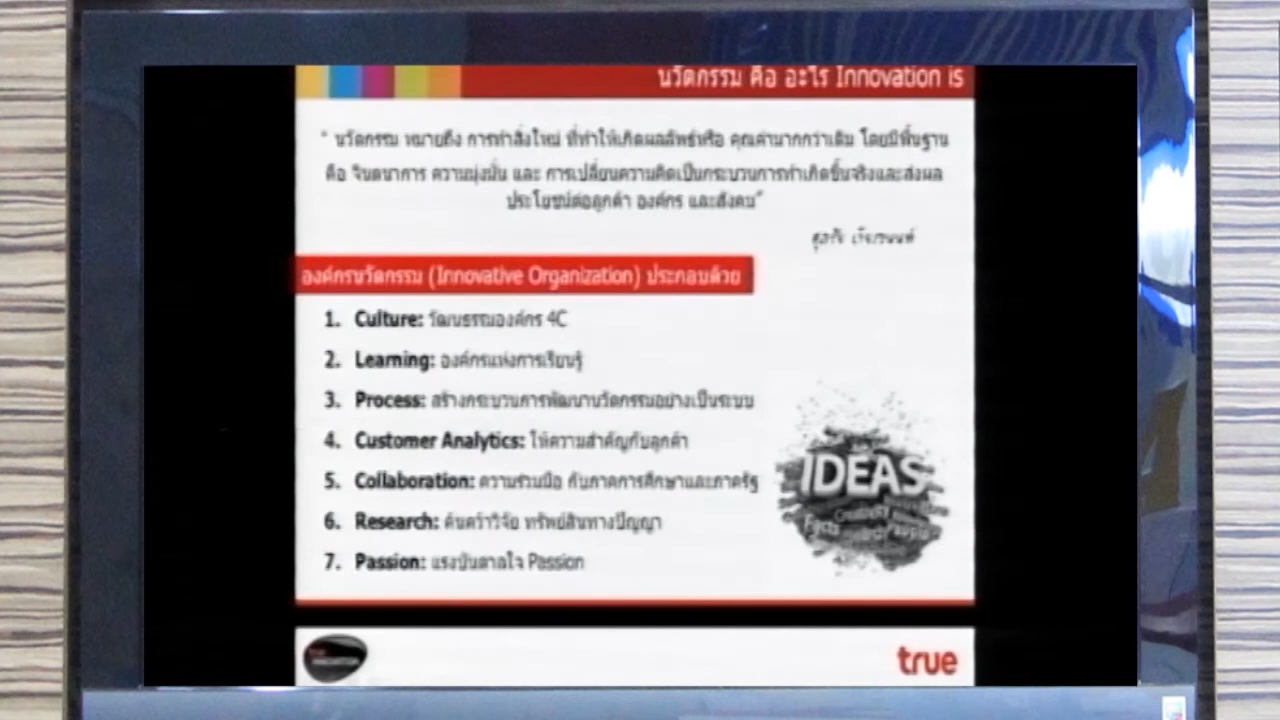 นวัตกรรม คือ อะไร Innovation is
“ นวัตกรรม หมายถึง การทำสิ่งใหม่ ที่ทำให้เกิดผลลัพธ์หรือ คุณค่ามากกว่าเดิม โดยมีพื้นฐาน
คือ จินตนาการ ความมุ่งมั่น และ การเปลี่ยนความคิดเป็นกระบวนการทำเกิดขึ้นจริงและส่งผล
ประโยชน์ต่อลูกค้า องค์กร และสังคม”
องค์กรนวัตกรรม (Innovative Organization) ประกอบด้วย
1. Culture: วัฒนธรรมองค์กร 4C
2. Learning: องค์กรแห่งการเรียนรู้
3. Process: สร้างกระบวนการพัฒนานวัตกรรมอย่างเป็นระบบ
4. Customer Analytics: ให้ความสำคัญกับลูกค้า
5. Collaboration: ความร่วมมือ กับภาคการศึกษาและภาครัฐ
6. Research: ค้นคว้าวิจัย ทรัพย์สินทางปัญญา
7. Passion: แรงบันดาลใจ Passion
IDEAS
true